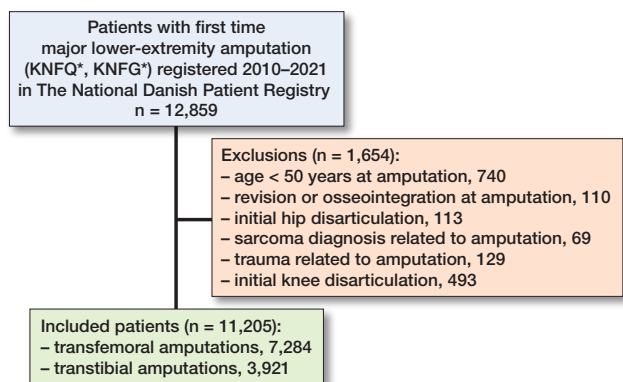 Patients with first time
major lower-extremity amputation
(KNFQ*, KNFG*) registered 2010–2021
in The National Danish Patient Registry
n = 12,859
Exclusions (n = 1,654):
– age < 50 years at amputation, 740
– revision or osseointegration at amputation, 110
– initial hip disarticulation, 113
– sarcoma diagnosis related to amputation, 69
– trauma related to amputation, 129
– initial knee disarticulation, 493
Included patients (n = 11,205):
– transfemoral amputations, 7,284
– transtibial amputations, 3,921